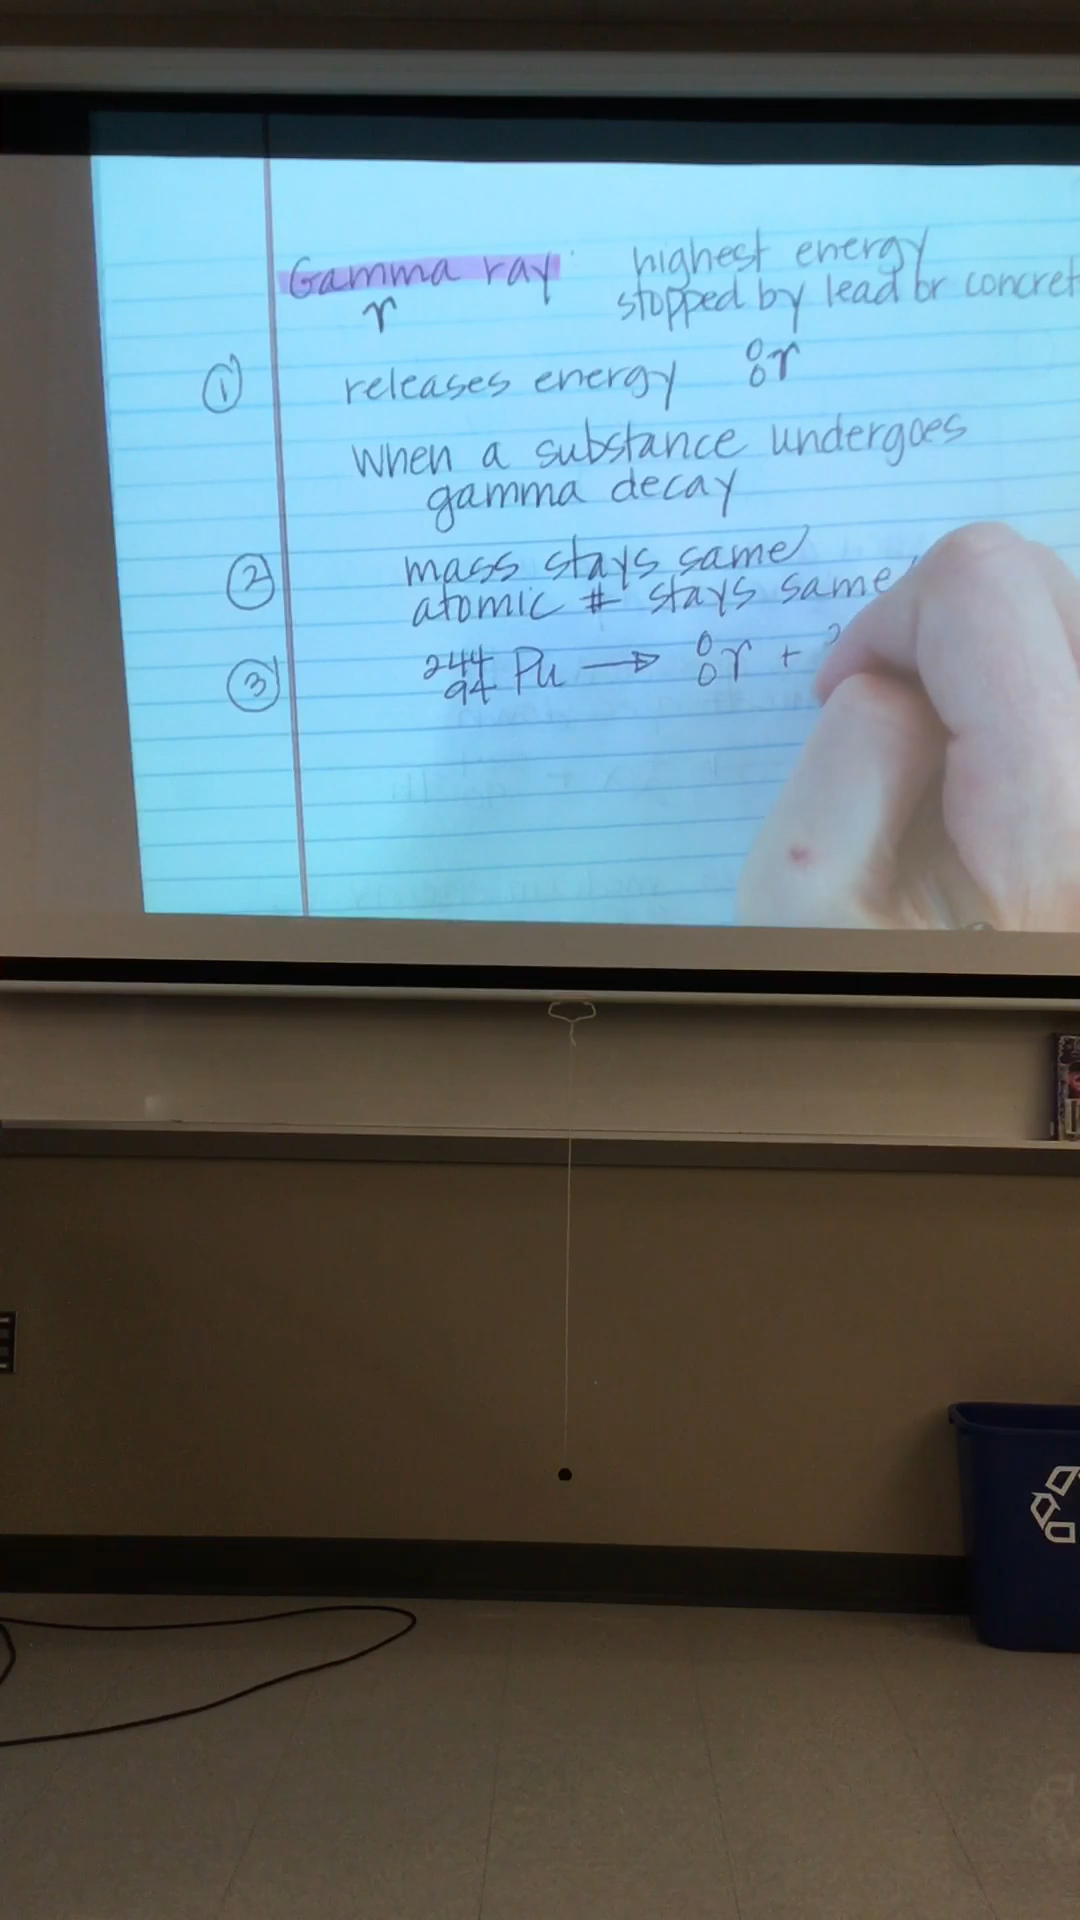 Gamma ray highest energy
γ stopped by lead or concret
① releases energy ⁰₀γ
When a substance undergoes
gamma decay
② mass stays same
atomic # stays same
③ ²⁴⁴₉₄Pu → ⁰₀γ +